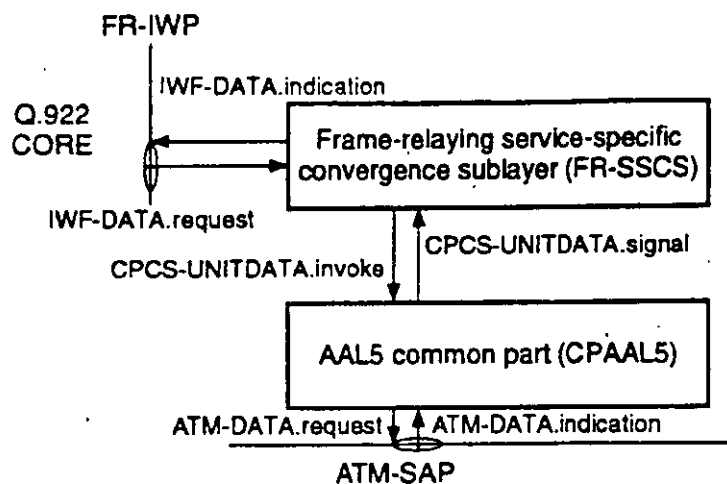 FR-IWP
IWF-DATA.indication
Q.922
CORE
Frame-relaying service-specific
convergence sublayer (FR-SSCS)
IWF-DATA.request
CPCS-UNITDATA.signal
CPCS-UNITDATA.invoke
AAL5 common part (CPAAL5)
ATM-DATA.request
ATM-DATA.indication
ATM-SAP